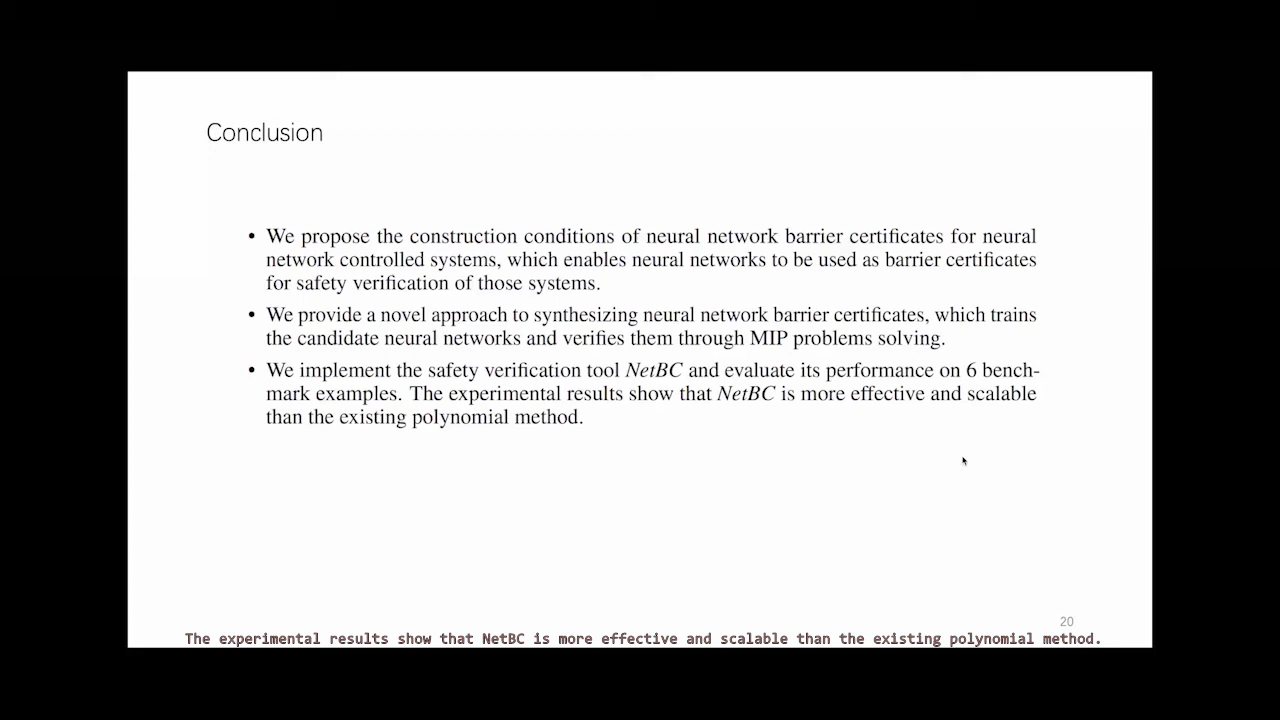 Conclusion
• We propose the construction conditions of neural network barrier certificates for neural
network controlled systems, which enables neural networks to be used as barrier certificates
for safety verification of those systems.
• We provide a novel approach to synthesizing neural network barrier certificates, which trains
the candidate neural networks and verifies them through MIP problems solving.
• We implement the safety verification tool NetBC and evaluate its performance on 6 bench-
mark examples. The experimental results show that NetBC is more effective and scalable
than the existing polynomial method.
20
The experimental results show that NetBC is more effective and scalable than the existing polynomial method.